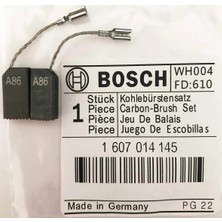 BOSCH
WH004
FD:610
A86 A86
1 Stück Kohlebürstensatz
Piece Carbon-Brush Set
Pièce Jeu De Balais
Pieza Juego De Escobillas
1 607 014 145
Made in Germany
PG 22